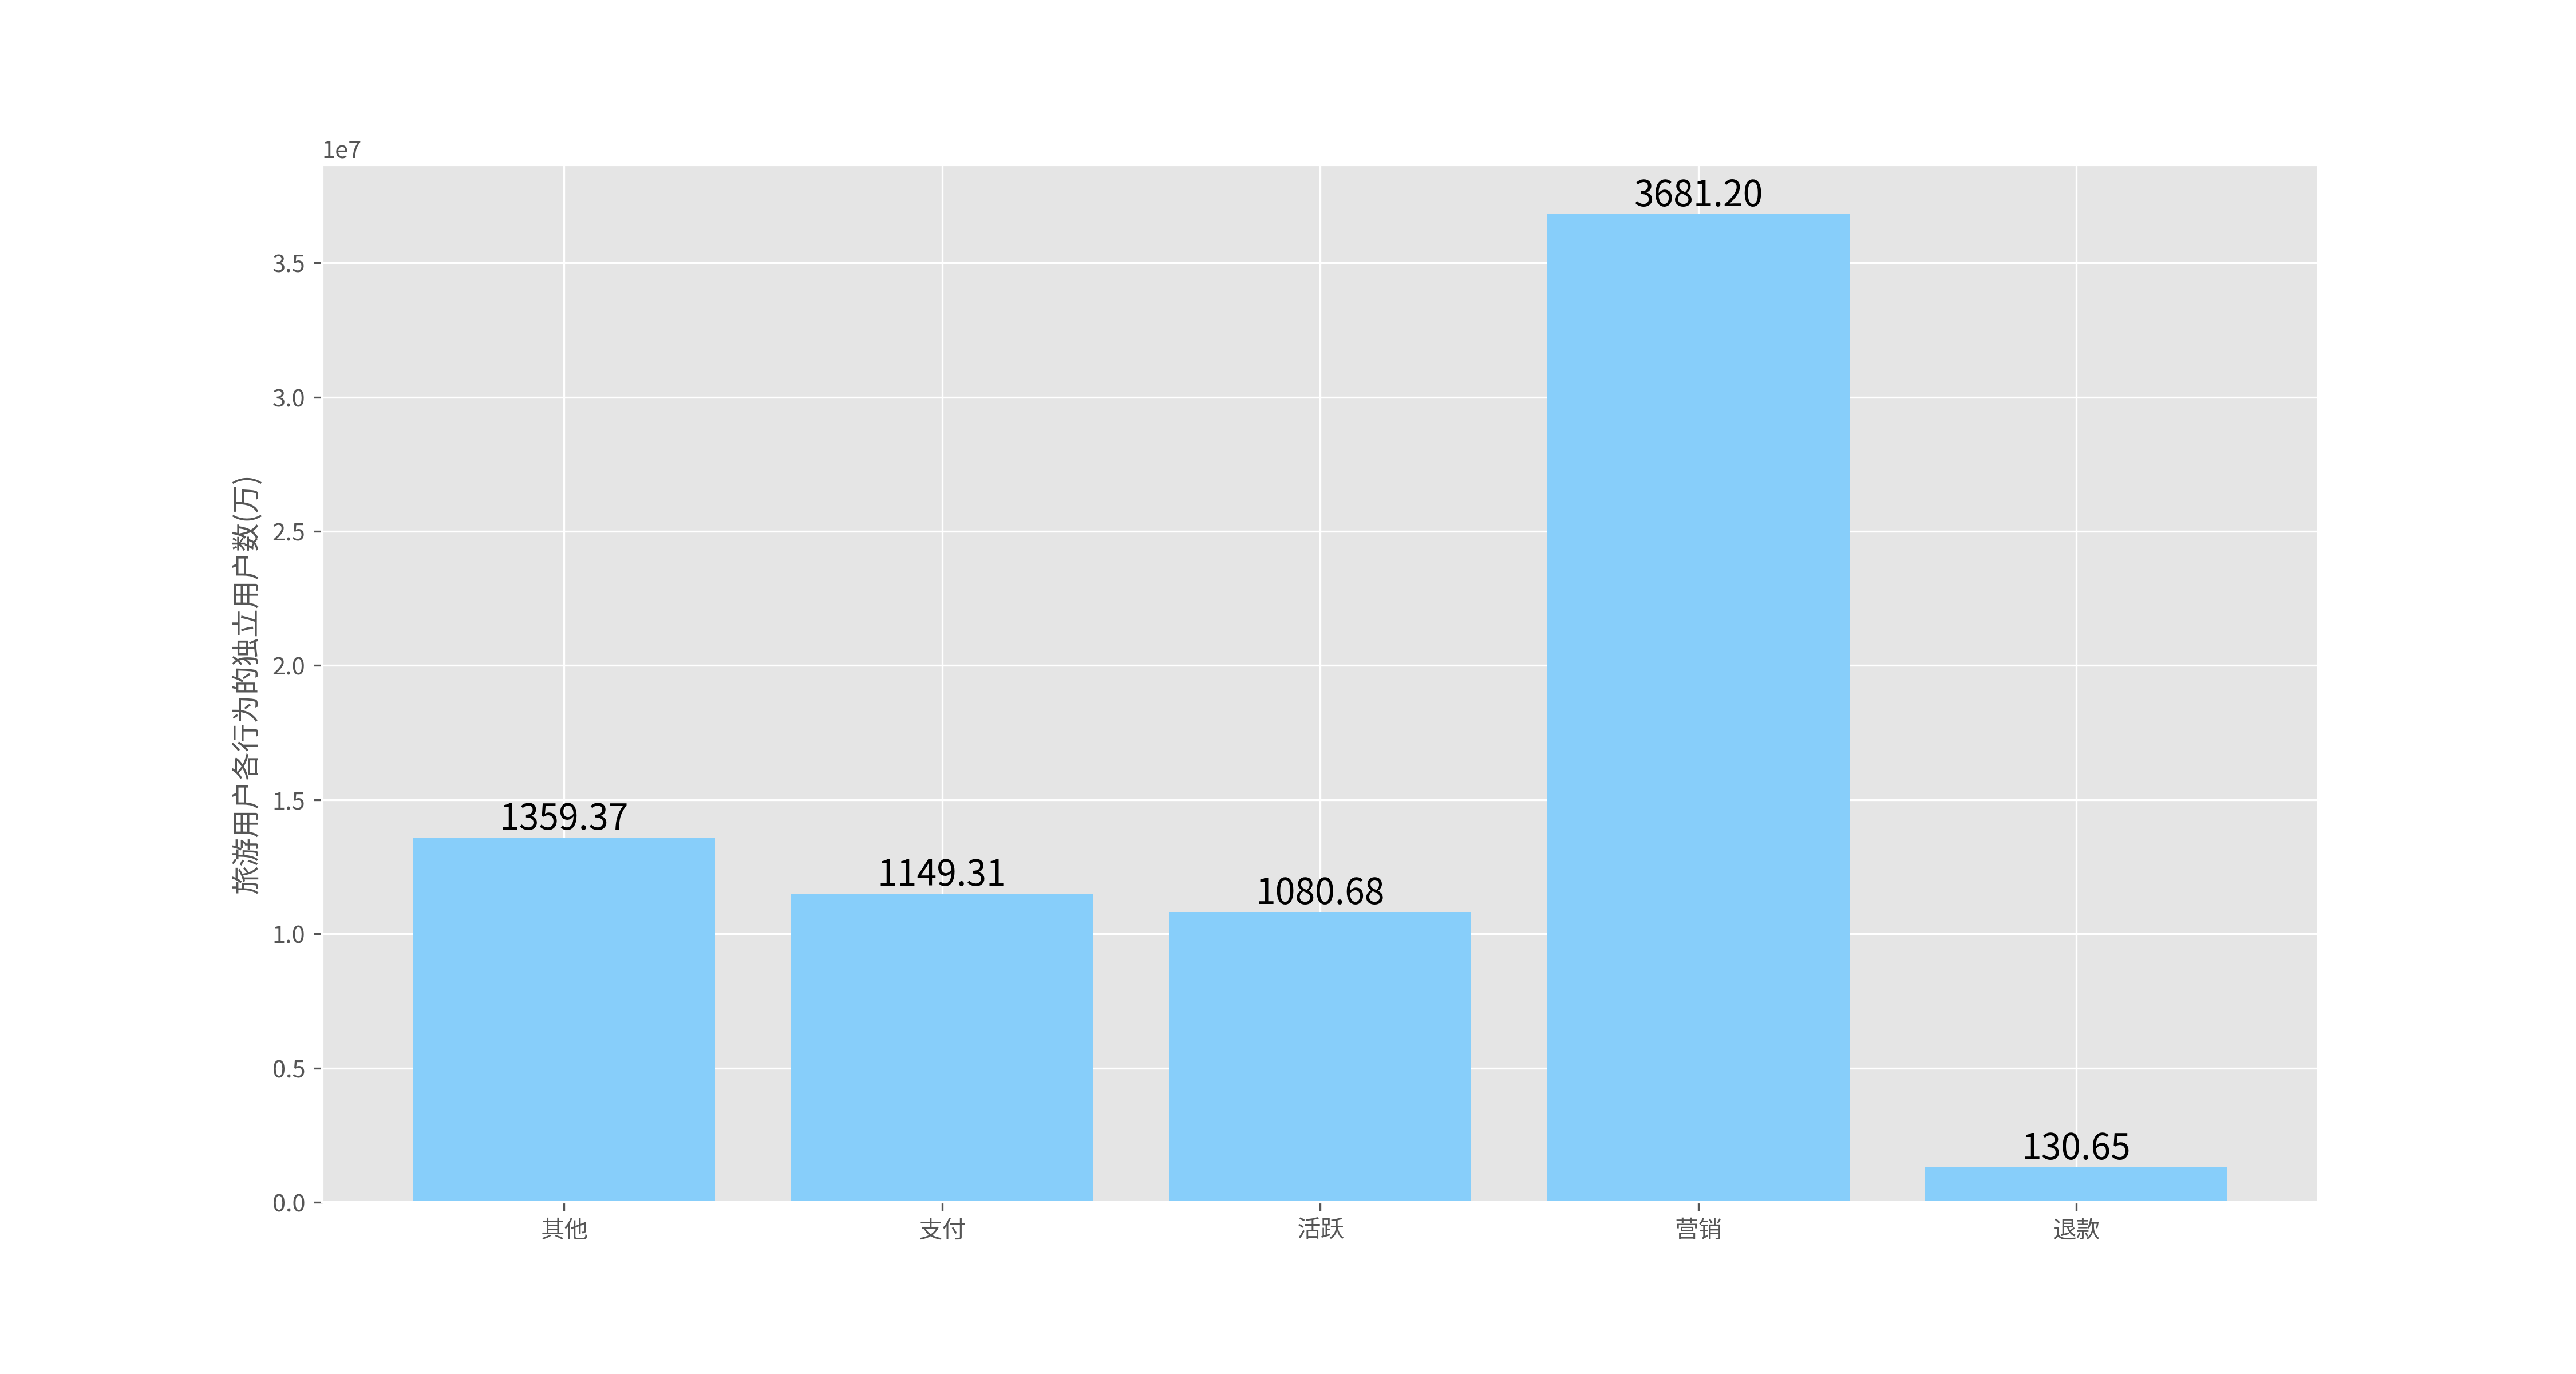 1e7
旅游用户各行为的独立用户数(万)
3.5
3.0
2.5
2.0
1.5
1.0
0.5
0.0
1359.37
1149.31
1080.68
3681.20
130.65
其他
支付
活跃
营销
退款